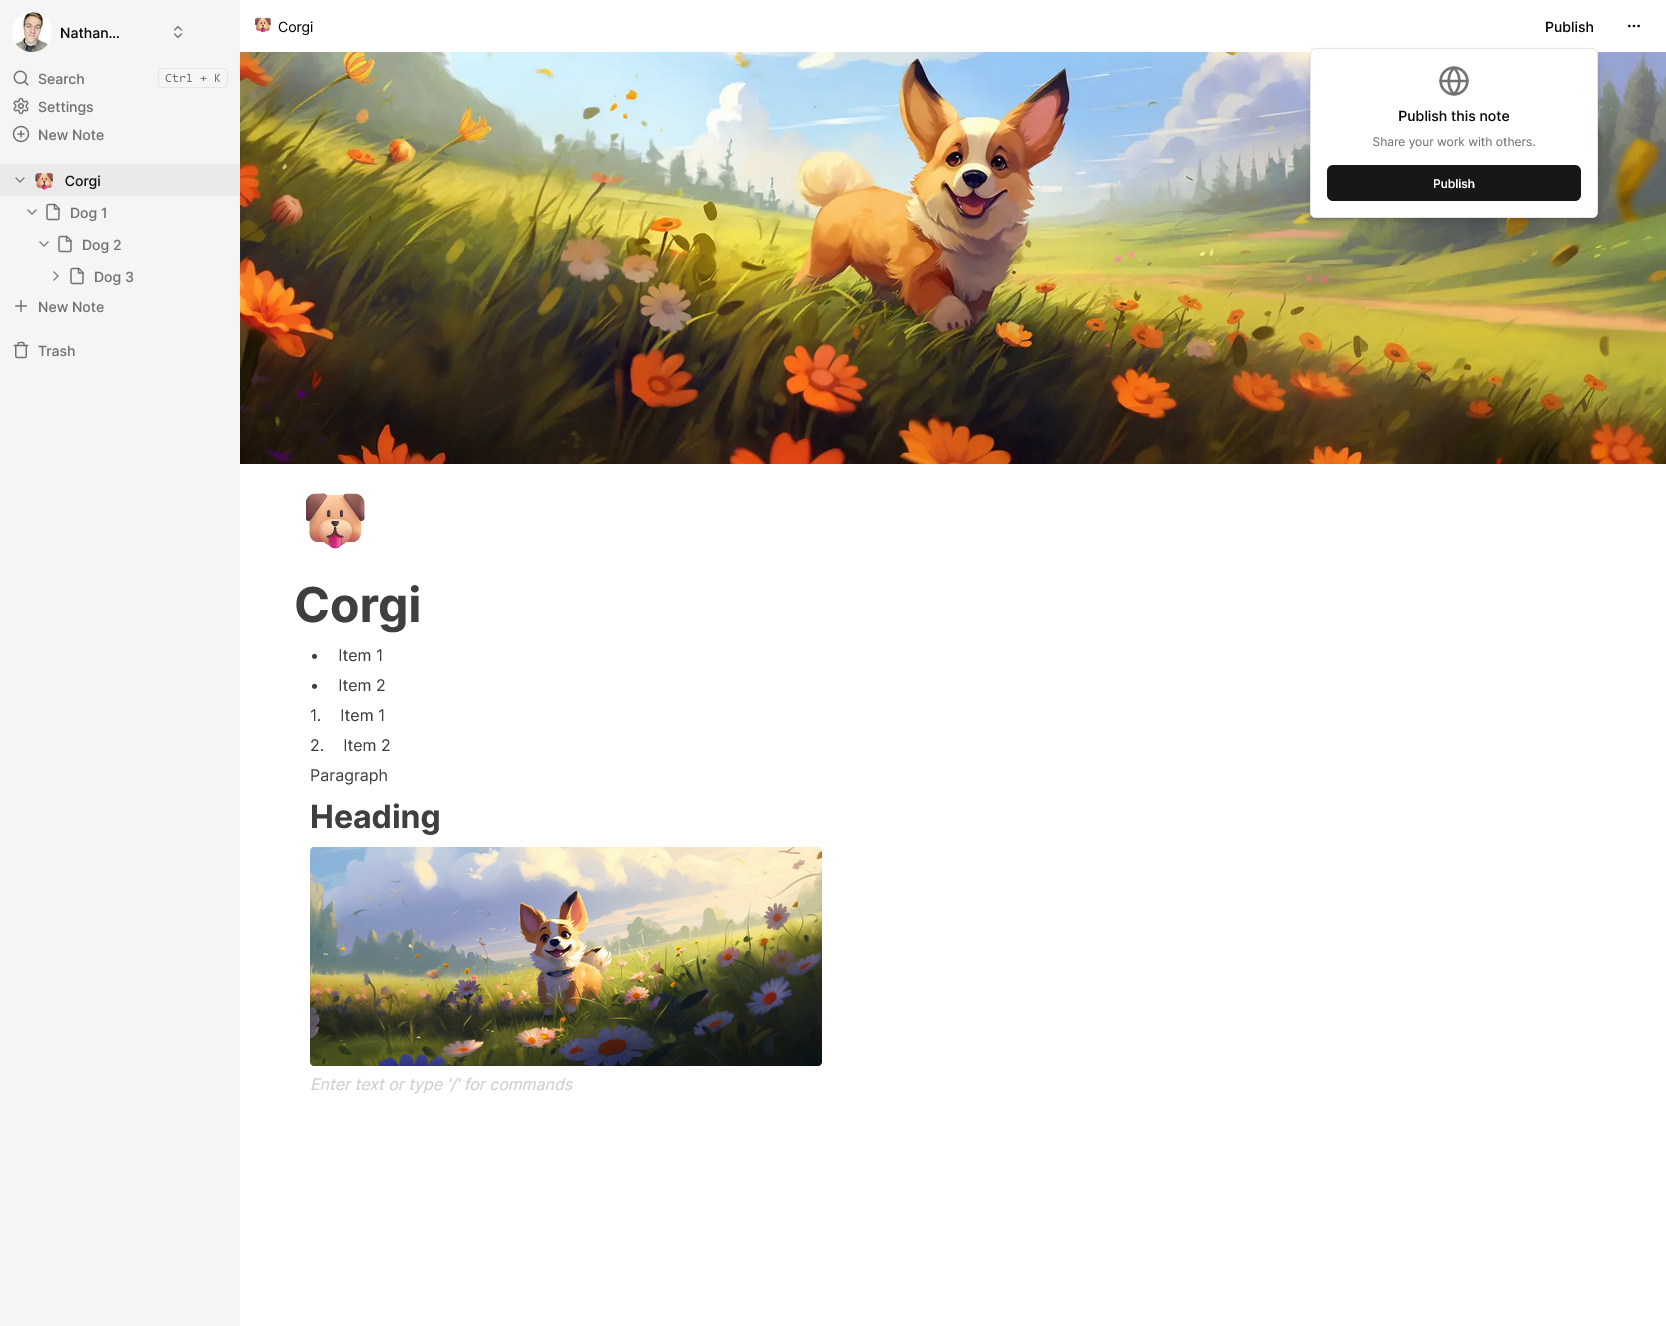 Nathan...
Search Ctrl + K
Settings
New Note
Corgi
Dog 1
Dog 2
Dog 3
New Note
Trash
Corgi
Publish
Publish this note
Share your work with others.
Publish
Corgi
• Item 1
• Item 2
1. Item 1
2. Item 2
Paragraph
Heading
Enter text or type '/' for commands